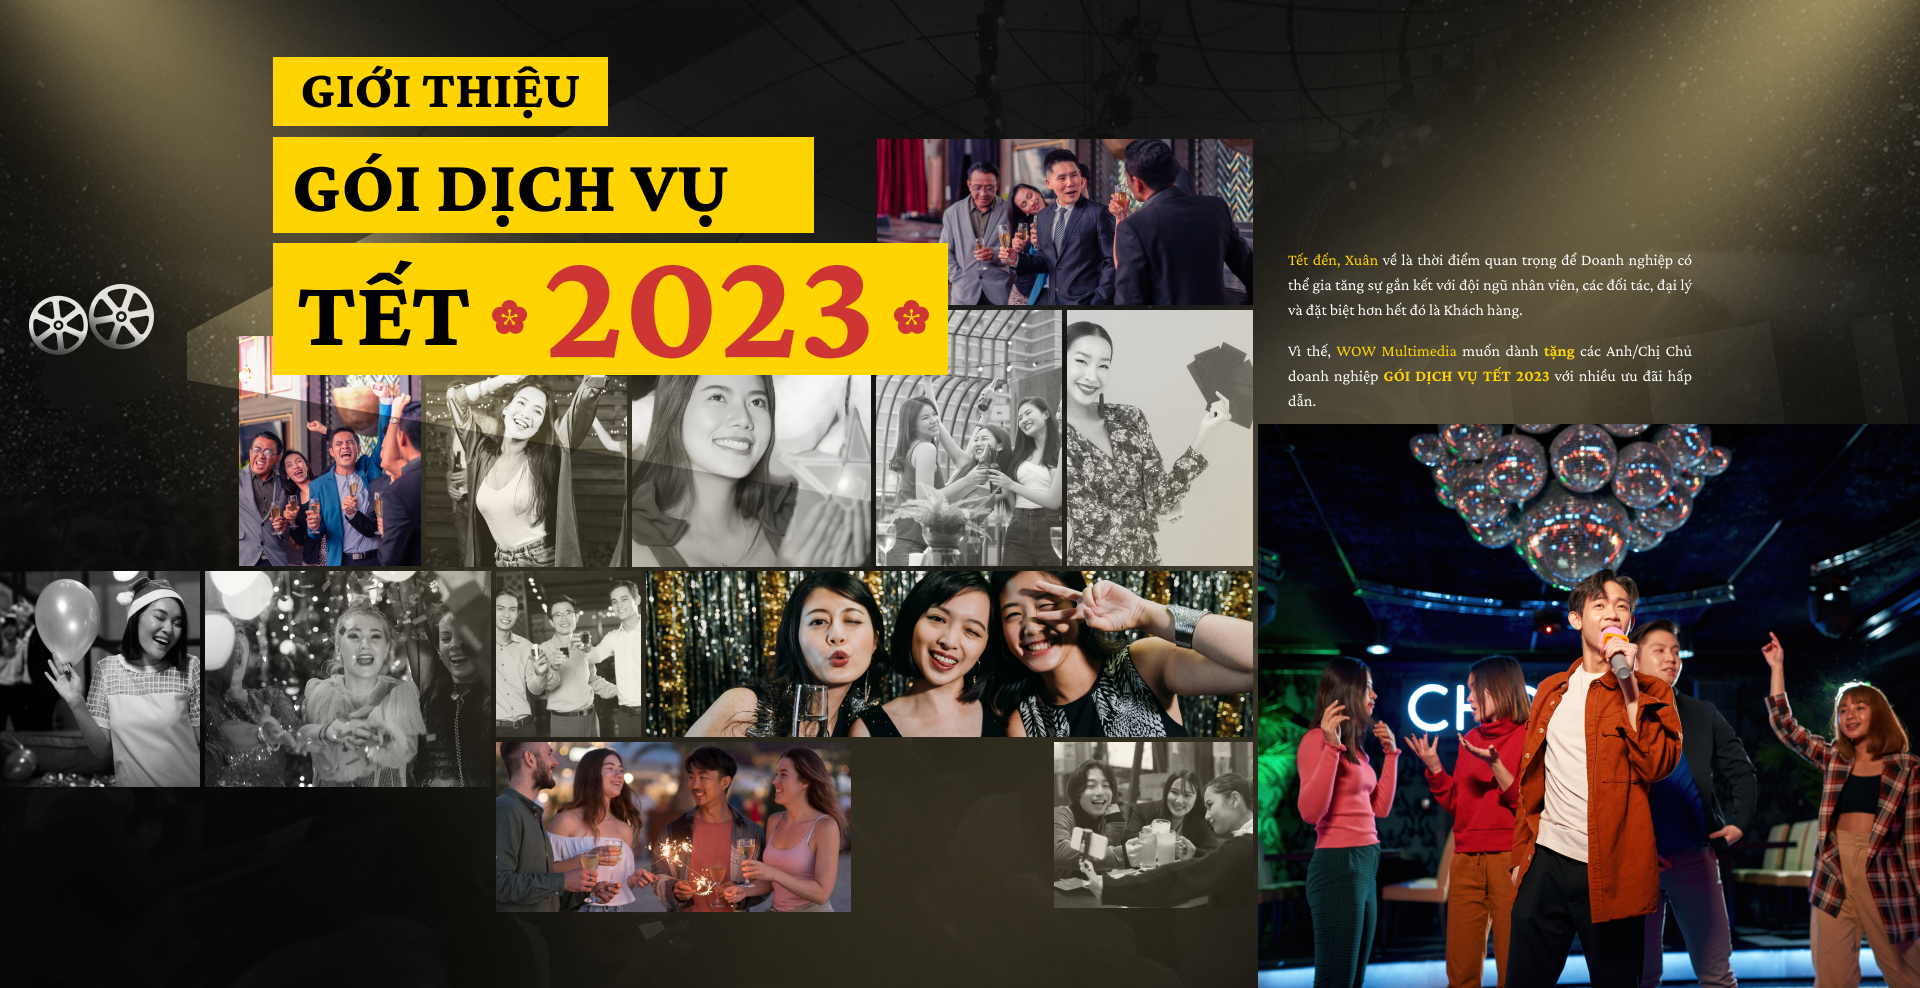 GIỚI THIỆU
GÓI DỊCH VỤ
TẾT 2023
Tết đến, Xuân về là thời điểm quan trọng để Doanh nghiệp có
thể gia tăng sự gắn kết với đội ngũ nhân viên, các đối tác, đại lý
và đặt biệt hơn hết đó là Khách hàng.
Vì thế, WOW Multimedia muốn dành tặng các Anh/Chị Chủ
doanh nghiệp GÓI DỊCH VỤ TẾT 2023 với nhiều ưu đãi hấp
dẫn.